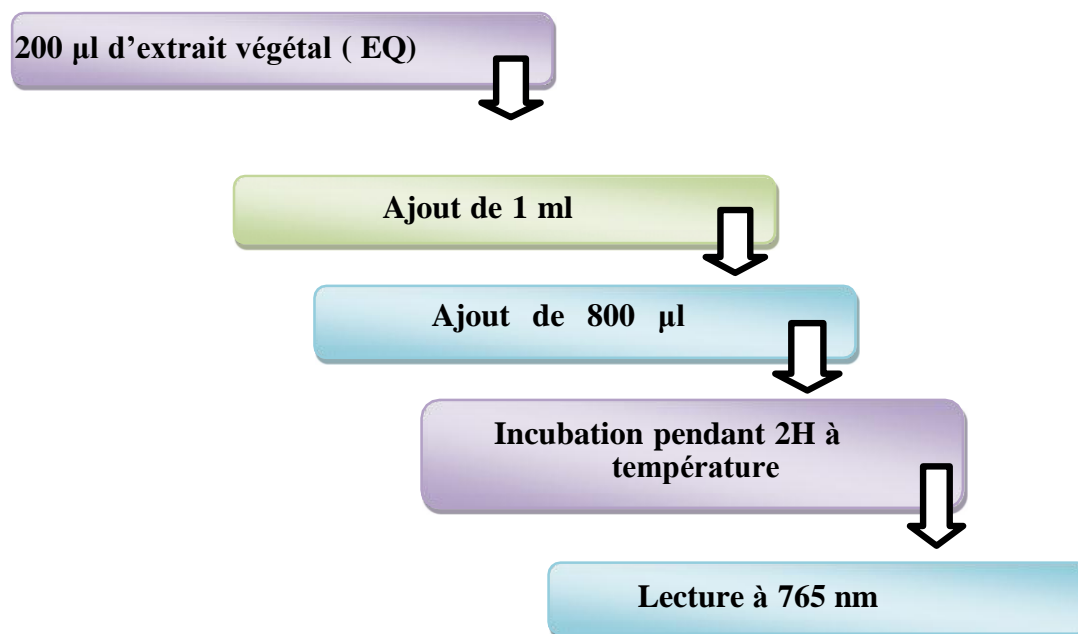 200 µl d’extrait végétal ( EQ)
Ajout de 1 ml
Ajout de 800 µl
Incubation pendant 2H à
température
Lecture à 765 nm